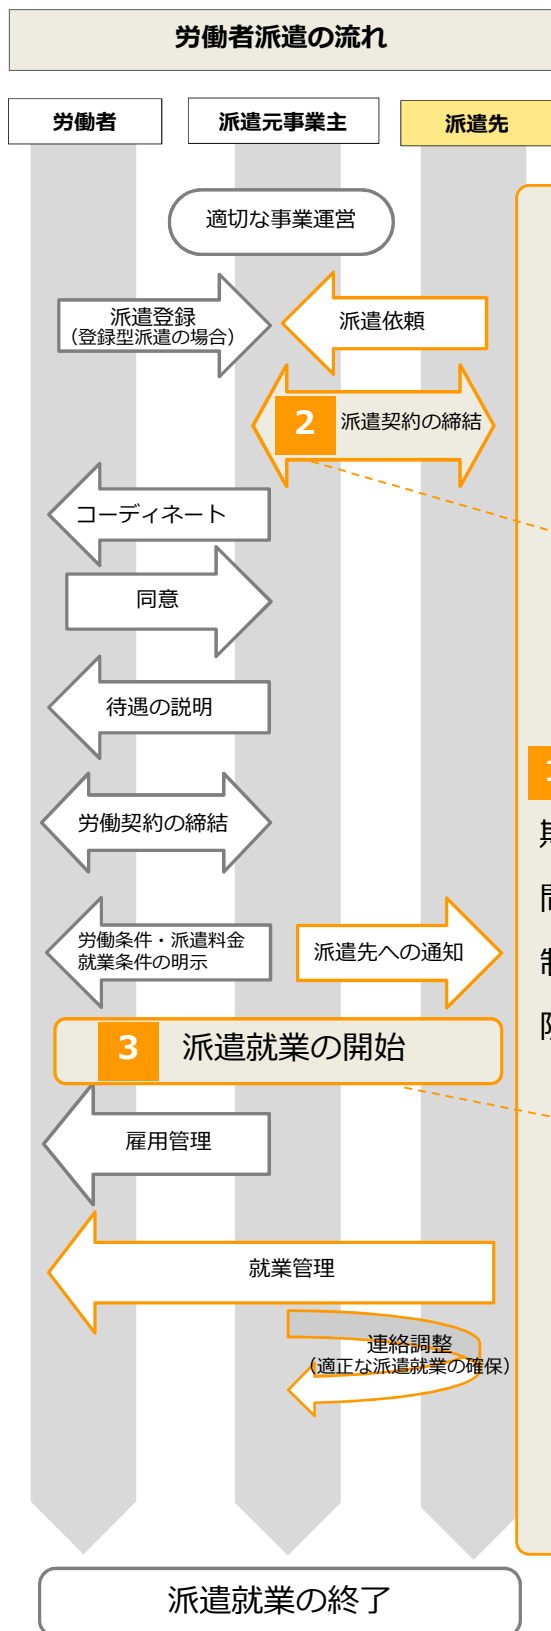 労働者派遣の流れ
労働者
派遣元事業主
派遣先
適切な事業運営
派遣登録
（登録型派遣の場合）
派遣依頼
2
派遣契約の締結
コーディネート
同意
待遇の説明
労働契約の締結
労働条件・派遣料金
就業条件の明示
派遣先への通知
3
派遣就業の開始
雇用管理
就業管理
連絡調整
（適正な派遣就業の確保）
派遣就業の終了